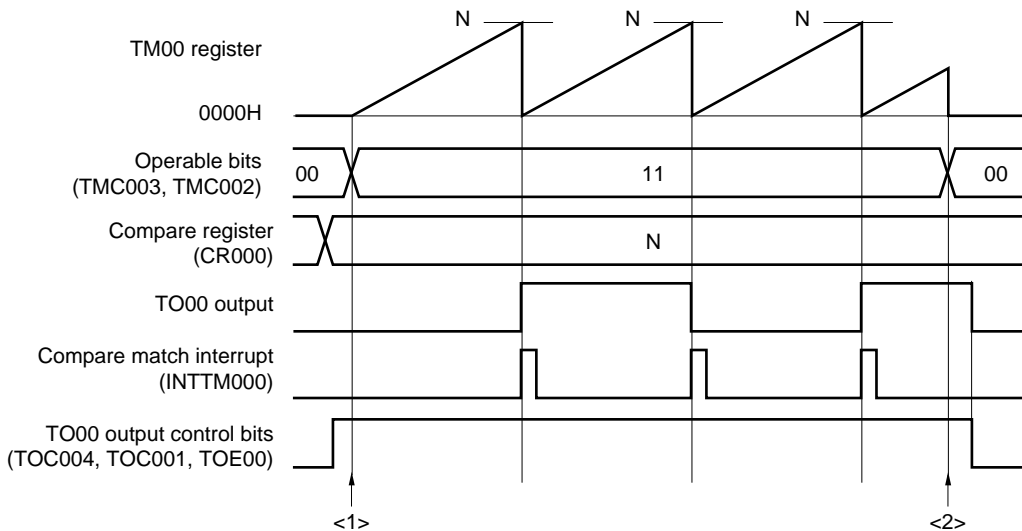 N N N
TM00 register
0000H
Operable bits
(TMC003, TMC002)
00 11 00
Compare register
(CR000)
N
TO00 output
Compare match interrupt
(INTTM000)
TO00 output control bits
(TOC004, TOC001, TOE00)
<1> <2>